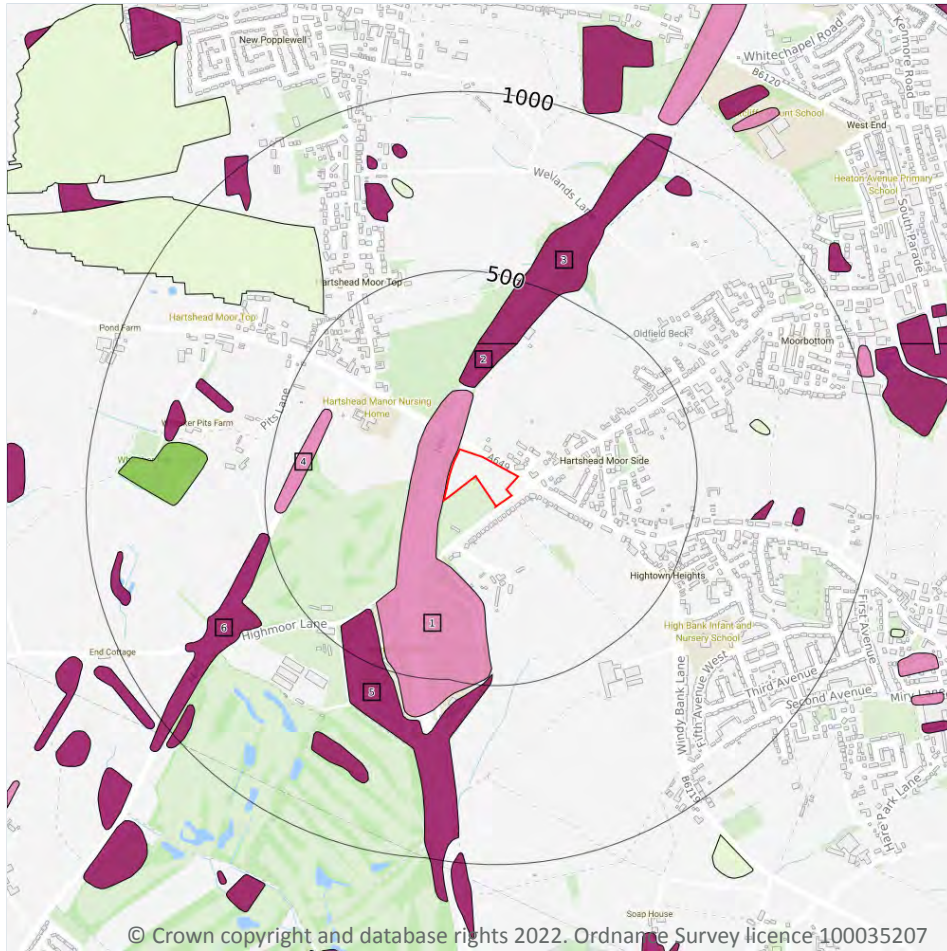 New Popplewell
Whitechapel Road
Kenmore Road
B6120
1000
West End
Heaton Avenue Primary
School
South Parade
500
3
Hartshead Moor Top
Hartshead Moor Top
Oldfield Beck
Pond Farm
Moorbottom
2
Hartshead Manor Nursing
Home
Pits Lane
4
A649
Hartshead Moor Side
Hightown Heights
First Avenue
1
6
Highmoor Lane
High Bank Infant and
Nursery School
End Cottage
Fifth Avenue West
Windy Bank Lane
Third Avenue
Second Avenue
5
B6119
Hare Park Lane
Soap House
© Crown copyright and database rights 2022. Ordnance Survey licence 100035207